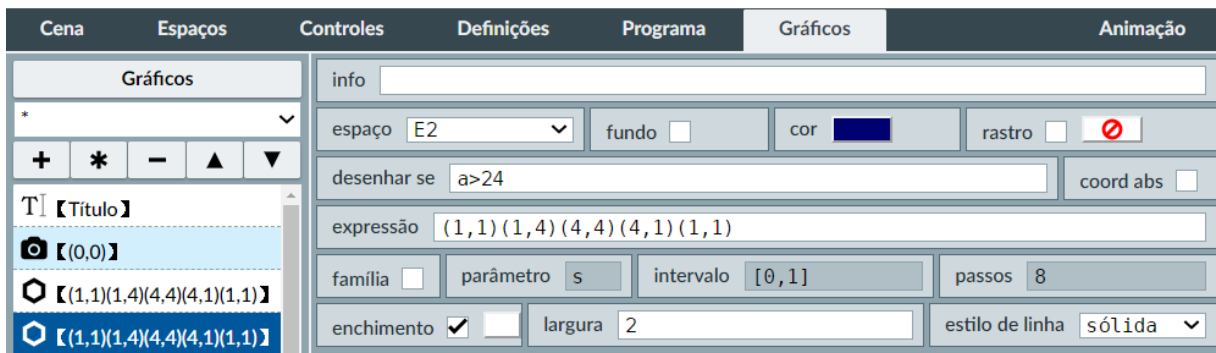 Cena Espaços Controles Definições Programa Gráficos Animação
Gráficos
*
+ * − ▲ ▼
T 【Título】
【(0,0)】
【(1,1)(1,4)(4,4)(4,1)(1,1)】
【(1,1)(1,4)(4,4)(4,1)(1,1)】
info
espaço E2 fundo cor rastro
desenhar se a>24 coord abs
expressão (1,1)(1,4)(4,4)(4,1)(1,1)
família parâmetro s intervalo [0,1] passos 8
enchimento largura 2 estilo de linha sólida